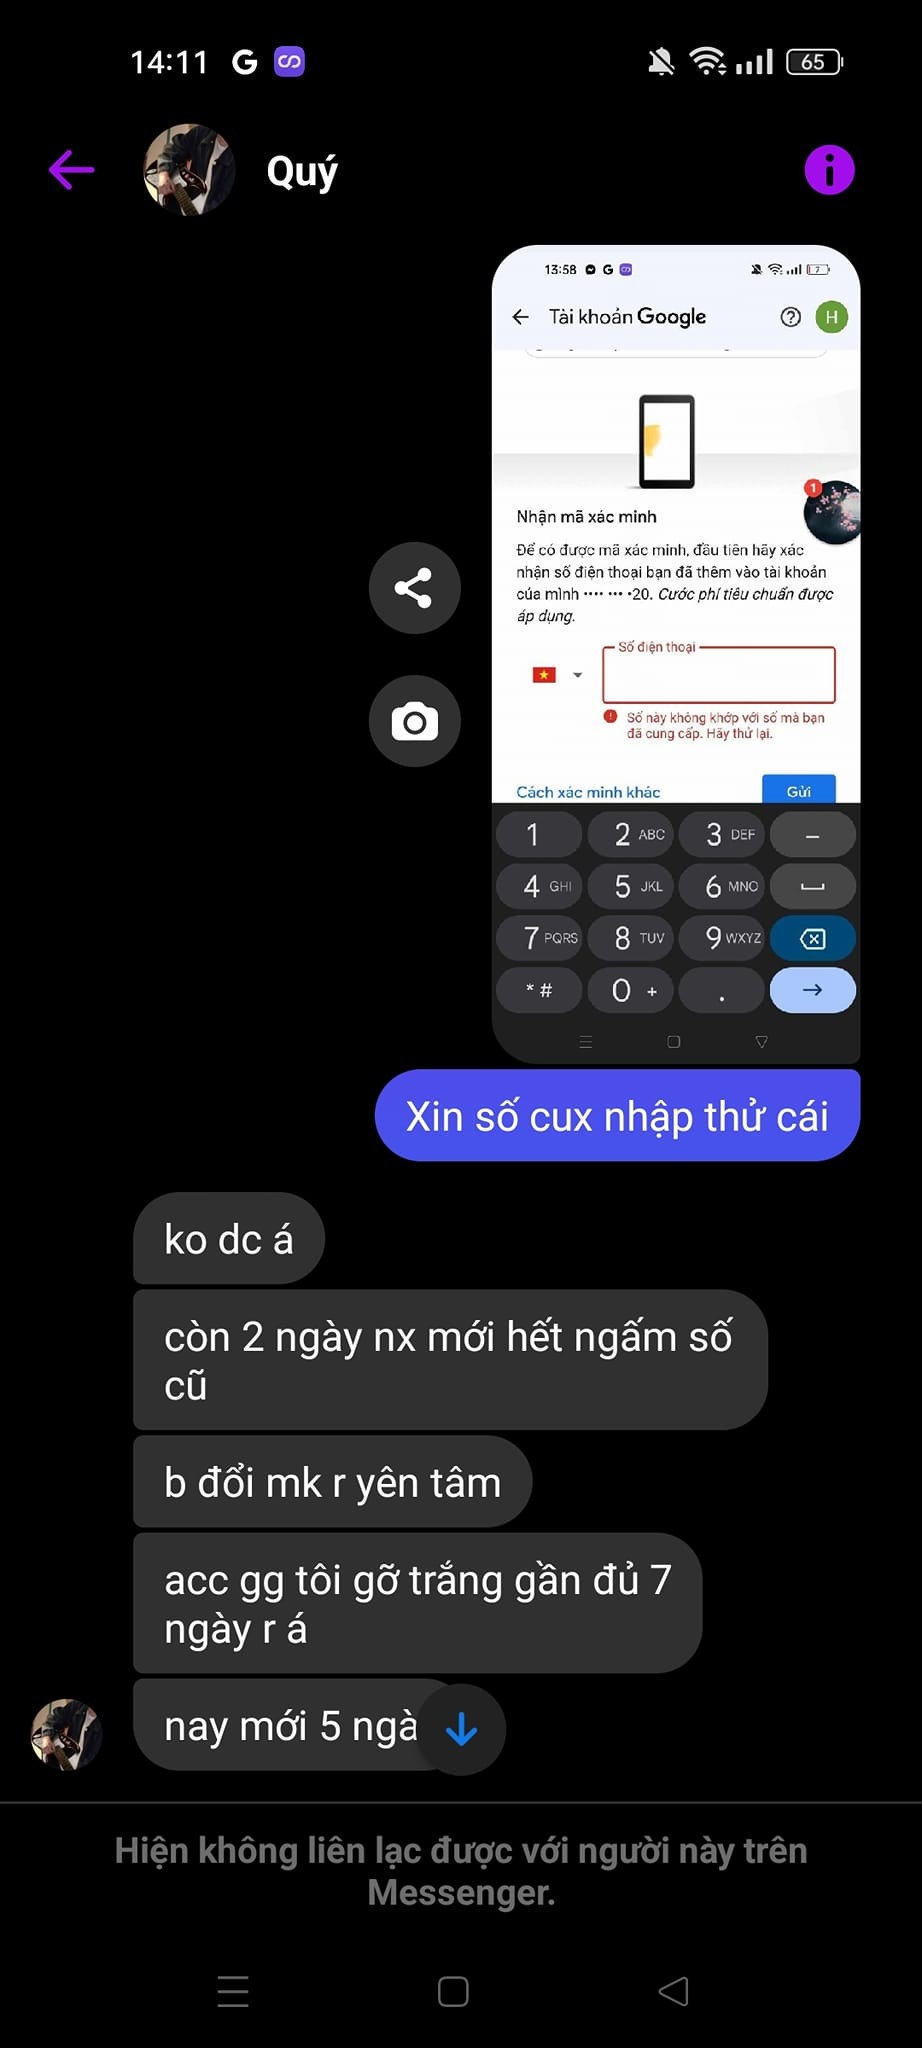 14:11
65
Quý
13:58
7
Tài khoản Google
H
1
Nhận mã xác minh
Để có được mã xác minh, đầu tiên hãy xác
nhận số điện thoại bạn đã thêm vào tài khoản
của mình •••• ••• •20. Cước phí tiêu chuẩn được
áp dụng.
Số điện thoại
Số này không khớp với số mà bạn
đã cung cấp. Hãy thử lại.
Cách xác minh khác
Gửi
1 2 ABC 3 DEF –
4 GHI 5 JKL 6 MNO
7 PQRS 8 TUV 9 WXYZ
* # 0 + .
Xin số cux nhập thử cái
ko dc á
còn 2 ngày nx mới hết ngấm số
cũ
b đổi mk r yên tâm
acc gg tôi gỡ trắng gần đủ 7
ngày r á
nay mới 5 ngà
Hiện không liên lạc được với người này trên
Messenger.